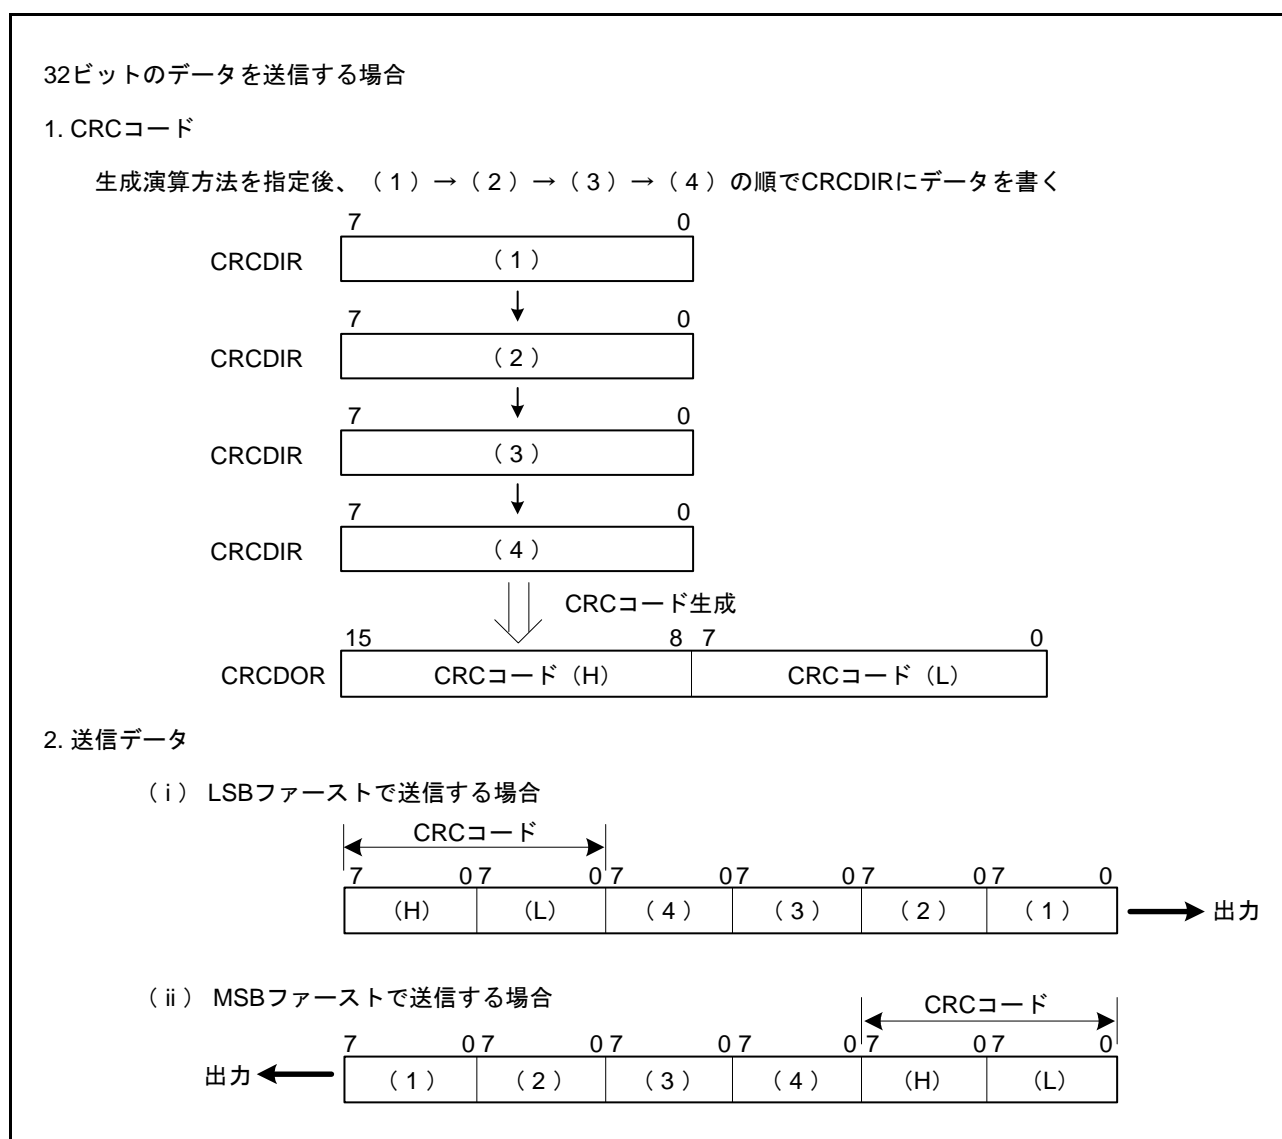 32ビットのデータを送信する場合
1. CRCコード
生成演算方法を指定後、（1）→（2）→（3）→（4）の順でCRCDIRにデータを書く
7 0
CRCDIR （1）
7 0
CRCDIR （2）
7 0
CRCDIR （3）
7 0
CRCDIR （4）
CRCコード生成
15 8 7 0
CRCDOR CRCコード（H） CRCコード（L）
2. 送信データ
（i） LSBファーストで送信する場合
CRCコード
7 0 7 0 7 0 7 0 7 0 7 0
（H） （L） （4） （3） （2） （1） 出力
（ii） MSBファーストで送信する場合
CRCコード
7 0 7 0 7 0 7 0 7 0 7 0
出力 （1） （2） （3） （4） （H） （L）